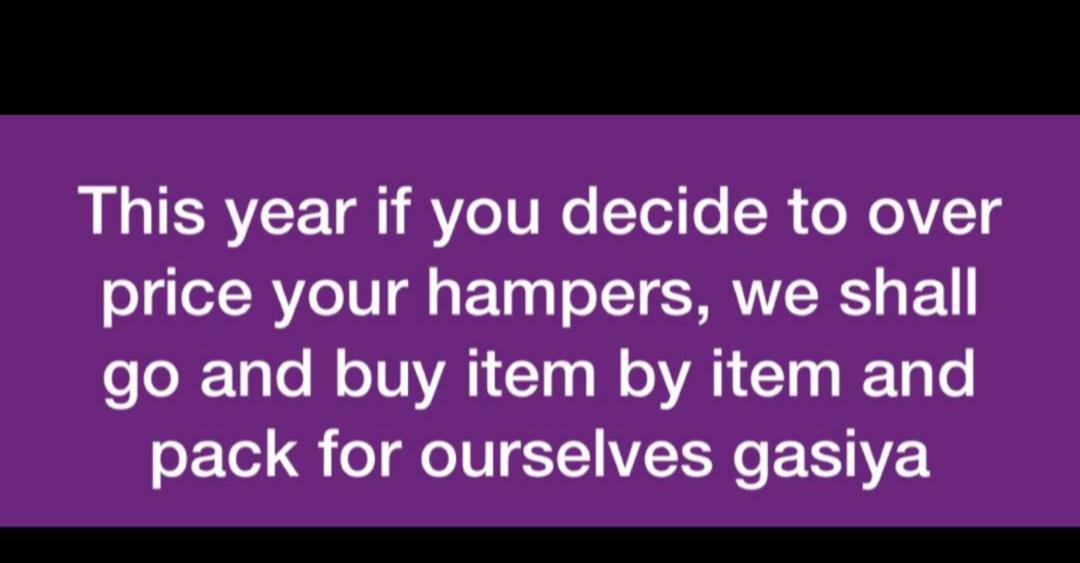 This year if you decide to over
price your hampers, we shall
go and buy item by item and
pack for ourselves gasiya